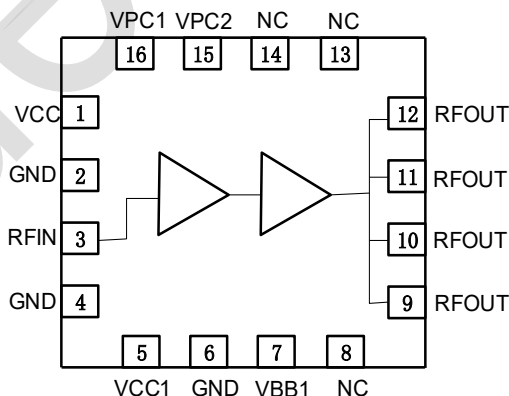 VPC1 VPC2 NC NC
16 15 14 13
VCC 1 12 RFOUT
GND 2 11 RFOUT
RFIN 3 10 RFOUT
GND 4 9 RFOUT
5 6 7 8
VCC1 GND VBB1 NC